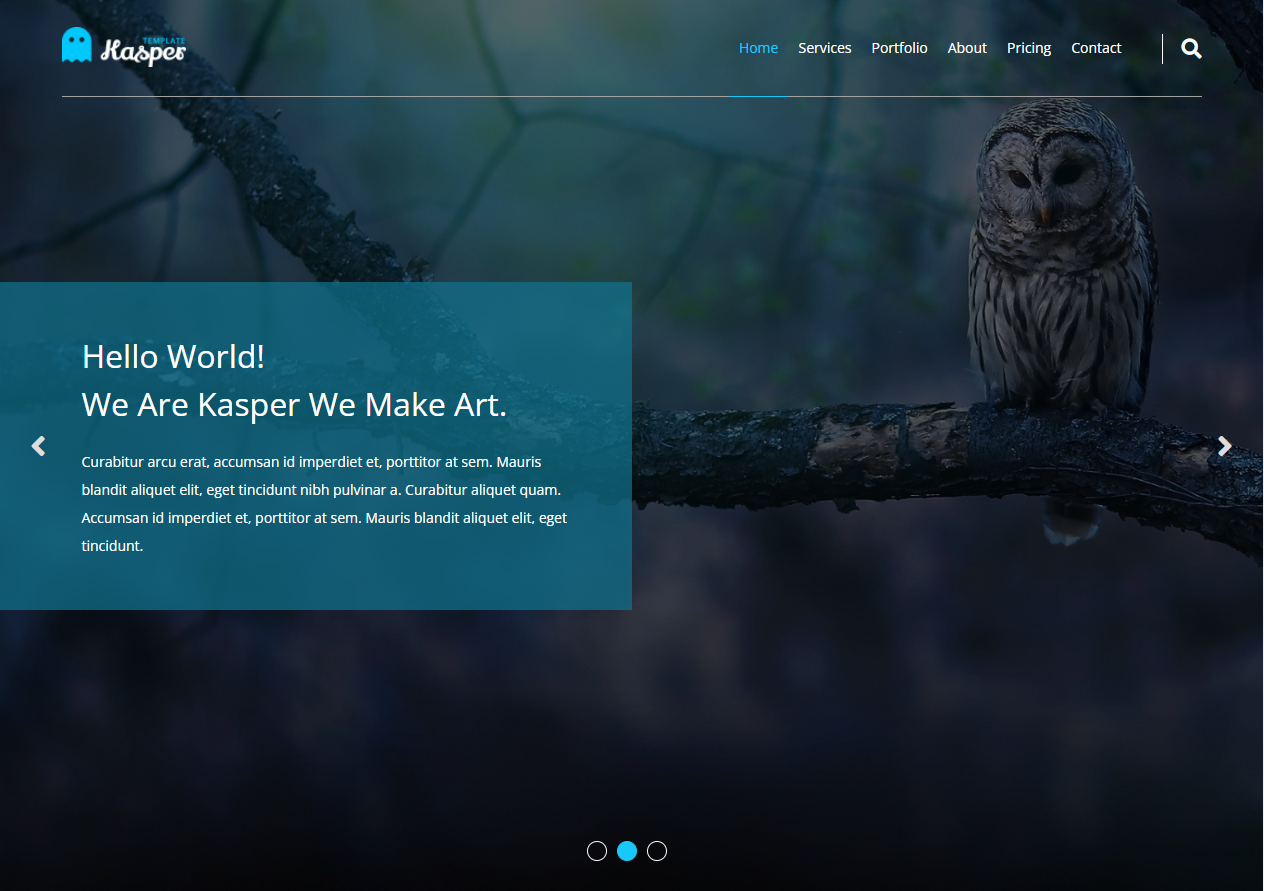 TEMPLATE
Kasper
Home Services Portfolio About Pricing Contact
Hello World!
We Are Kasper We Make Art.
Curabitur arcu erat, accumsan id imperdiet et, porttitor at sem. Mauris
blandit aliquet elit, eget tincidunt nibh pulvinar a. Curabitur aliquet quam.
Accumsan id imperdiet et, porttitor at sem. Mauris blandit aliquet elit, eget
tincidunt.